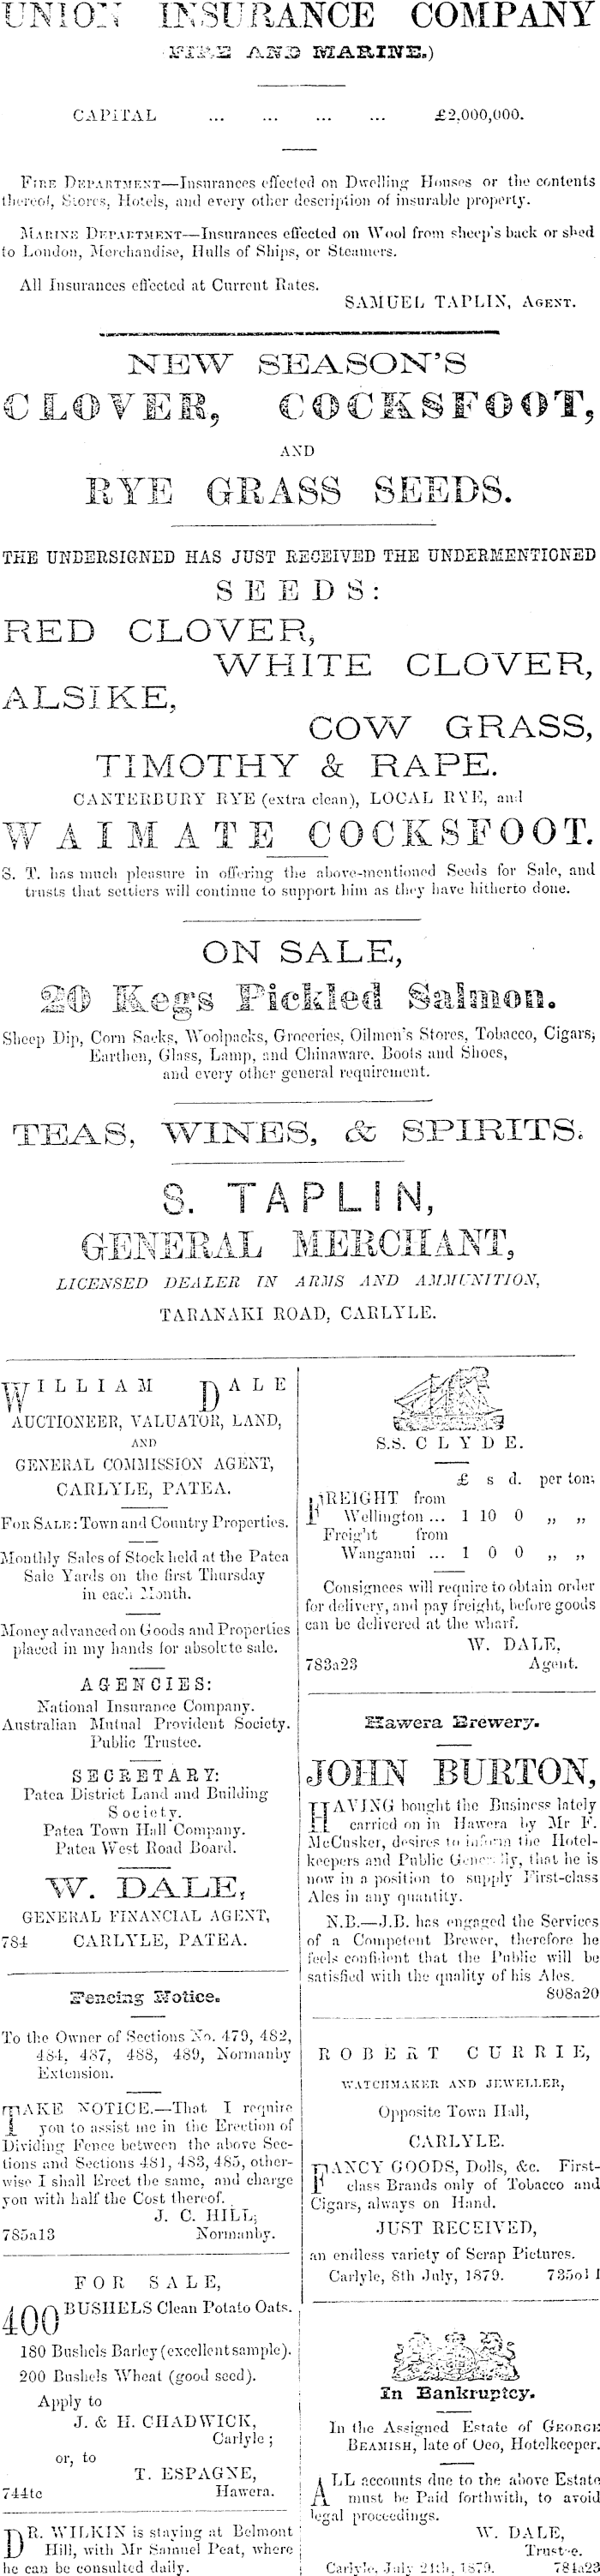 UNION INSURANCE COMPANY
(FIRE AND MARINE.)
CAPITAL ... ... ... ... £2,000,000.
FIRE DEPARTMENT—Insurances effected on Dwelling Houses or the contents
thereof, Stores, Hotels, and every other description of insurable property.
MARINE DEPARTMENT—Insurances effected on Wool from sheep's back or shed
to London, Merchandise, Hulls of Ships, or Steamers.
All Insurances effected at Current Rates.
SAMUEL TAPLIN, AGENT.
NEW SEASON'S
CLOVER, COCKSFOOT,
AND
RYE GRASS SEEDS.
THE UNDERSIGNED HAS JUST RECEIVED THE UNDERMENTIONED
SEEDS:
RED CLOVER,
WHITE CLOVER,
ALSIKE,
COW GRASS,
TIMOTHY & RAPE.
CANTERBURY RYE (extra clean), LOCAL RYE, and
WAIMATE COCKSFOOT.
S. T. has much pleasure in offering the above-mentioned Seeds for Sale, and
trusts that settlers will continue to support him as they have hitherto done.
ON SALE,
20 Kegs Pickled Salmon.
Sheep Dip, Corn Sacks, Woolpacks, Groceries, Oilmen's Stores, Tobacco, Cigars,
Earthen, Glass, Lamp, and Chinaware, Boots and Shoes,
and every other general requirement.
TEAS, WINES, & SPIRITS.
S. TAPLIN,
GENERAL MERCHANT,
LICENSED DEALER IN ARMS AND AMMUNITION,
TARANAKI ROAD, CARLYLE.
WILLIAM DALE
AUCTIONEER, VALUATOR, LAND,
AND
GENERAL COMMISSION AGENT,
CARLYLE, PATEA.
FOR SALE: Town and Country Properties.
Monthly Sales of Stock held at the Patea
Sale Yards on the first Thursday
in each Month.
Money advanced on Goods and Properties
placed in my hands for absolute sale.
AGENCIES:
National Insurance Company.
Australian Mutual Provident Society.
Public Trustee.
SECRETARY:
Patea District Land and Building
Society.
Patea Town Hall Company.
Patea West Road Board.
W. DALE,
GENERAL FINANCIAL AGENT,
784 CARLYLE, PATEA.
Fencing Notice.
To the Owner of Sections No. 479, 482,
484, 487, 488, 489, Normanby
Extension.
TAKE NOTICE.—That I require
you to assist me in the Erection of
Dividing Fence between the above Sec-
tions and Sections 481, 483, 485, other-
wise I shall Erect the same, and charge
you with half the Cost thereof.
J. C. HILL,
785a13 Normanby.
FOR SALE,
400 BUSHELS Clean Potato Oats.
180 Bushels Barley (excellent sample).
200 Bushels Wheat (good seed).
Apply to
J. & H. CHADWICK,
Carlyle;
or, to
T. ESPAGNE,
744tc Hawera.
DR. WILKIN is staying at Belmont
Hill, with Mr Samuel Peat, where
he can be consulted daily.
S.S. CLYDE.
£ s d. per ton.
FREIGHT from
Wellington ... 1 10 0 ,, ,,
Freight from
Wanganui ... 1 0 0 ,, ,,
Consignees will require to obtain order
for delivery, and pay freight, before goods
can be delivered at the wharf.
W. DALE,
783a23 Agent.
Hawera Brewery.
JOHN BURTON,
HAVING bought the Business lately
carried on in Hawera by Mr F.
McCusker, desires to inform the Hotel-
keepers and Public Generally, that he is
now in a position to supply First-class
Ales in any quantity.
N.B.—J.B. has engaged the Services
of a Competent Brewer, therefore he
feels confident that the Public will be
satisfied with the quality of his Ales.
808a20
ROBERT CURRIE,
WATCHMAKER AND JEWELLER,
Opposite Town Hall,
CARLYLE.
FANCY GOODS, Dolls, &c. First-
class Brands only of Tobacco and
Cigars, always on Hand.
JUST RECEIVED,
an endless variety of Scrap Pictures.
Carlyle, 8th July, 1879. 735o11
In Bankruptcy.
In the Assigned Estate of GEORGE
BEAMISH, late of Oeo, Hotelkeeper.
ALL accounts due to the above Estate
must be Paid forthwith, to avoid
legal proceedings.
W. DALE,
Trustee.
Carlyle, July 24th, 1879. 784a23